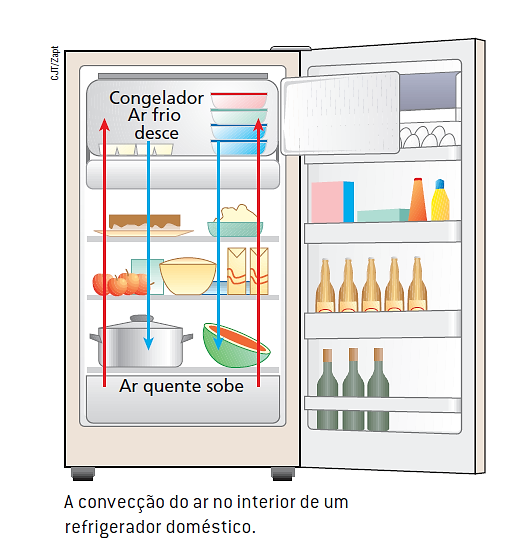 CJT/Zapt
Congelador
Ar frio
desce
Ar quente sobe
A convecção do ar no interior de um
refrigerador doméstico.